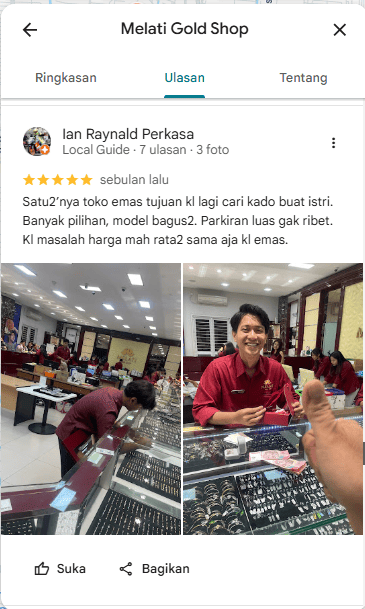 Melati Gold Shop
Ringkasan
Ulasan
Tentang
Ian Raynald Perkasa
Local Guide · 7 ulasan · 3 foto
sebulan lalu
Satu2'nya toko emas tujuan kl lagi cari kado buat istri.
Banyak pilihan, model bagus2. Parkiran luas gak ribet.
Kl masalah harga mah rata2 sama aja kl emas.
Suka
Bagikan